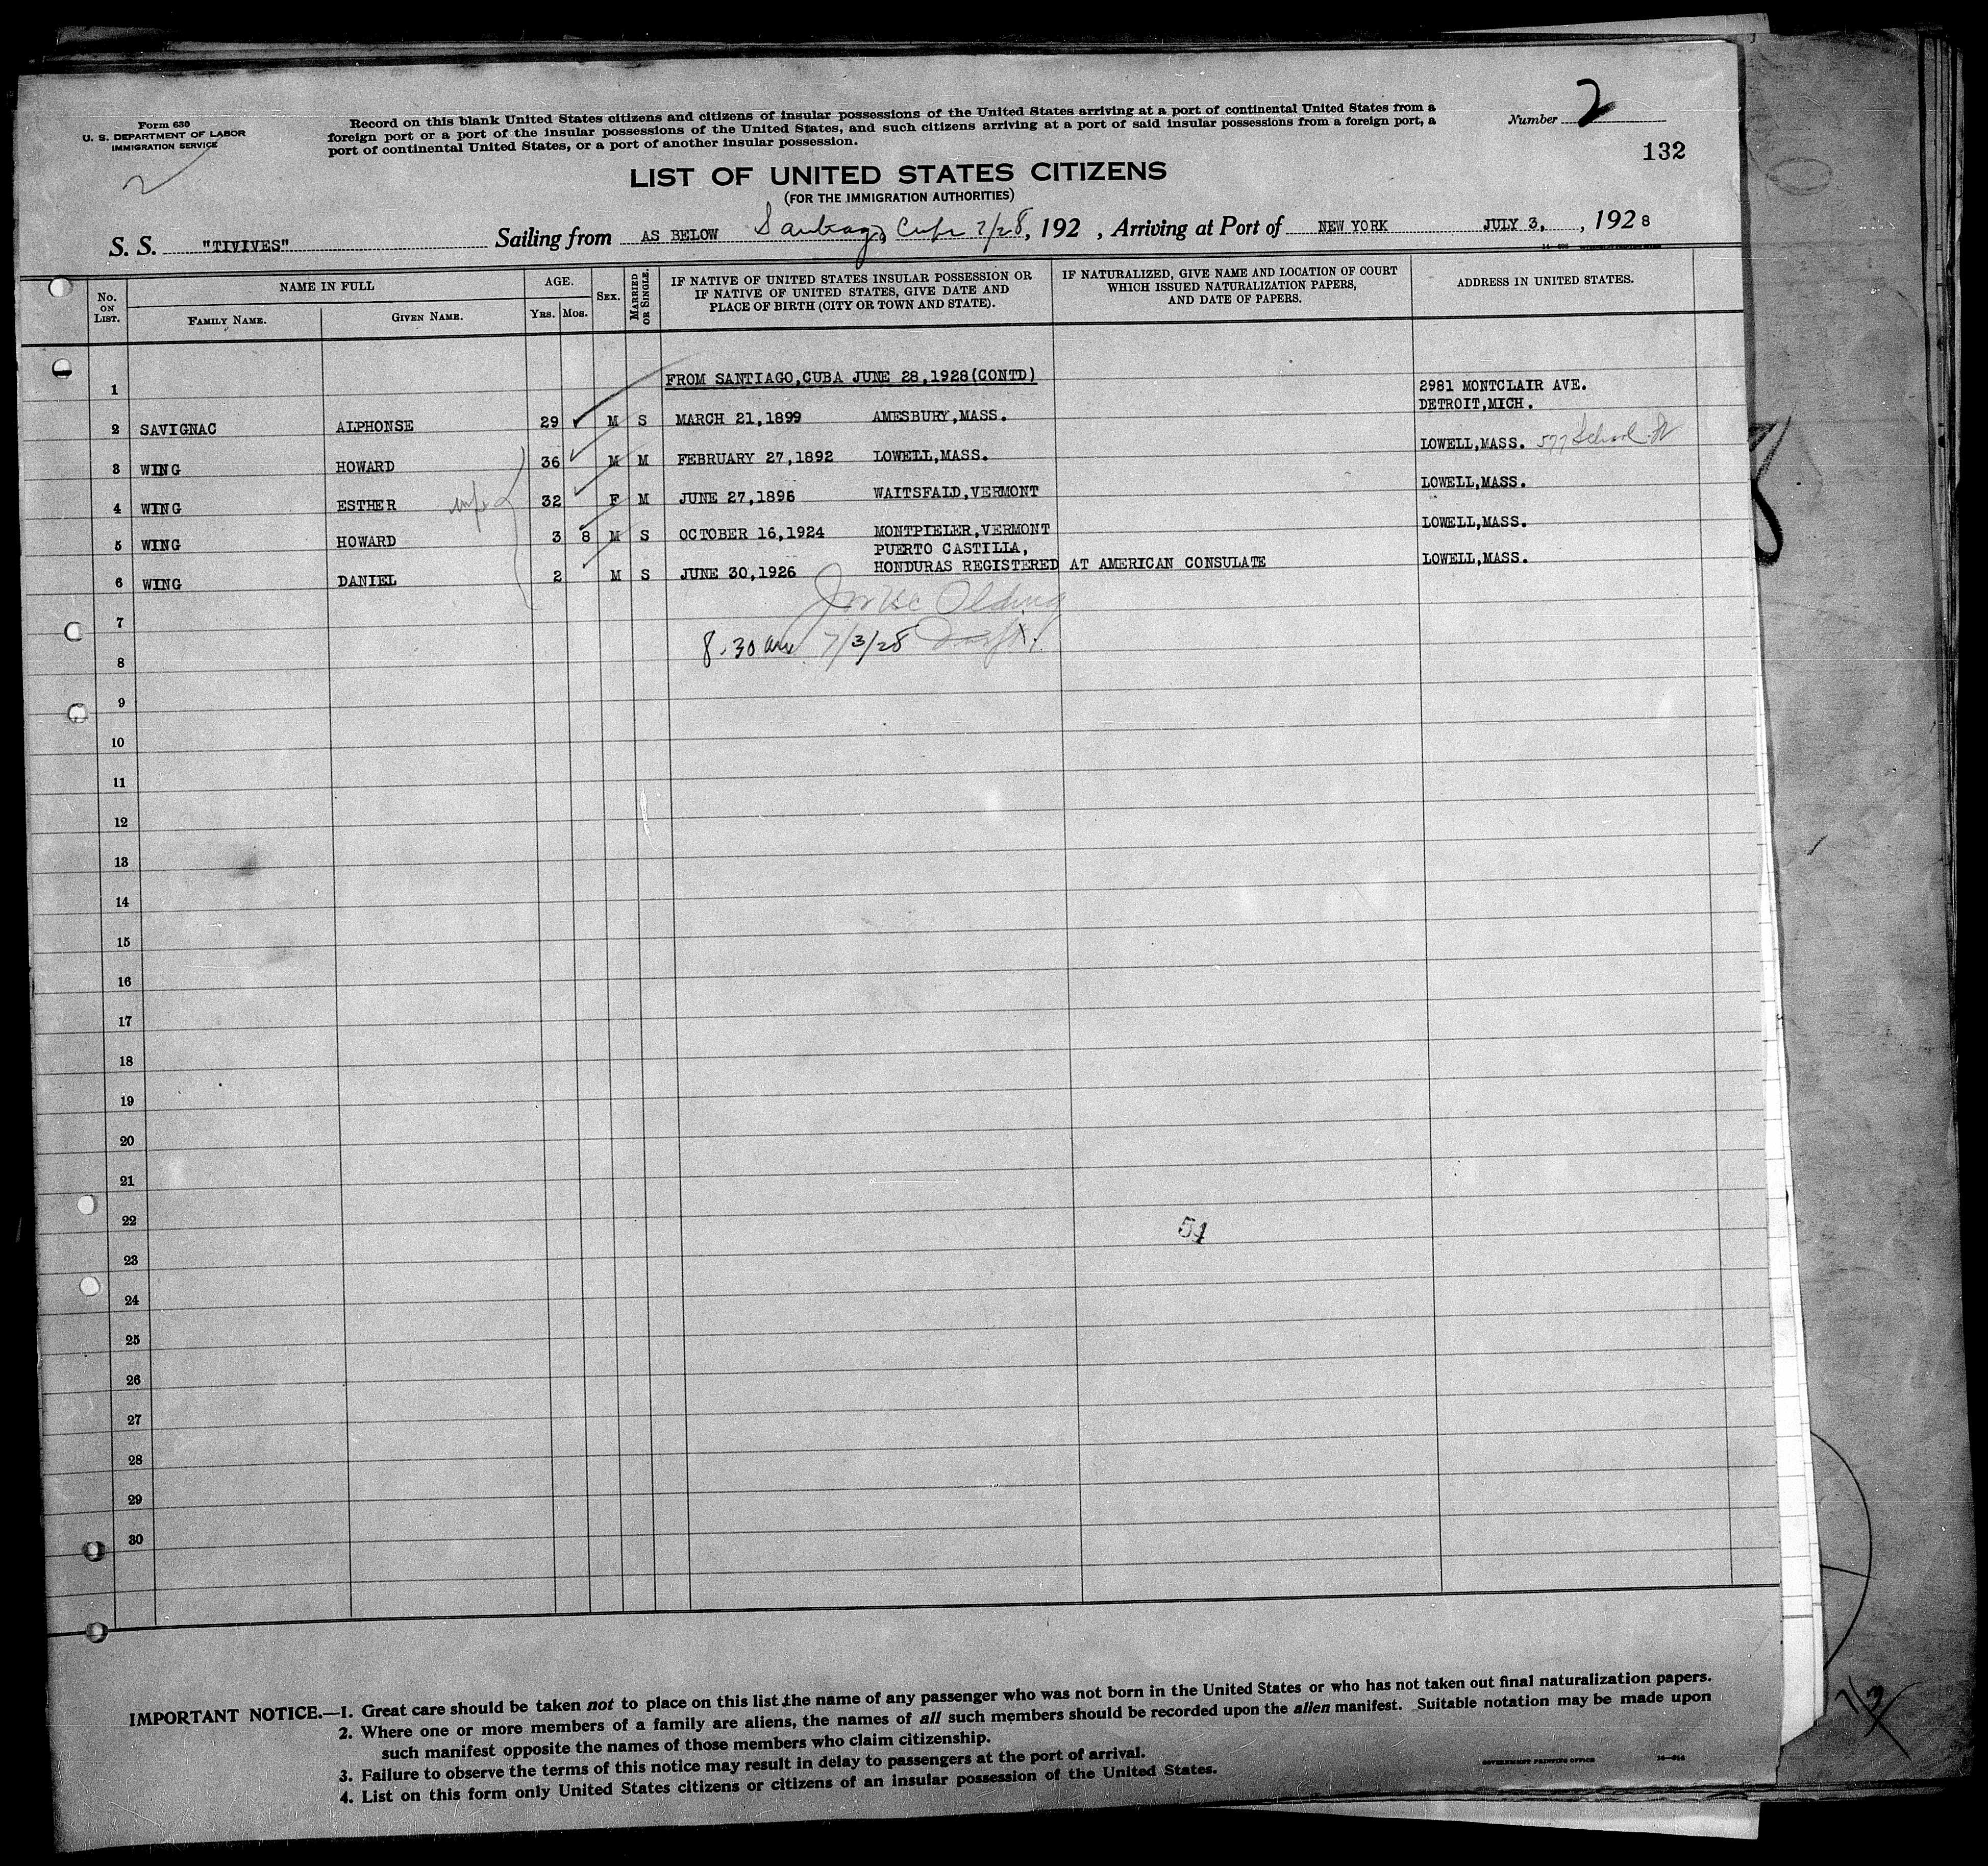 Form 630
U. S. DEPARTMENT OF LABOR
IMMIGRATION SERVICE
Record on this blank United States citizens and citizens of insular possessions of the United States arriving at a port of continental United States from a
foreign port or a port of the insular possessions of the United States, and such citizens arriving at a port of said insular possessions from a foreign port, a
port of continental United States, or a port of another insular possession.
Number 2
132
2
LIST OF UNITED STATES CITIZENS
(FOR THE IMMIGRATION AUTHORITIES)
S. S. "TIVIVES" Sailing from AS BELOW Santiago, Cuba /28, 192 , Arriving at Port of NEW YORK JULY 3, , 1928
No. ON LIST. NAME IN FULL AGE. SEX. MARRIED OR SINGLE. IF NATIVE OF UNITED STATES INSULAR POSSESSION OR IF NATIVE OF UNITED STATES, GIVE DATE AND PLACE OF BIRTH (CITY OR TOWN AND STATE). IF NATURALIZED, GIVE NAME AND LOCATION OF COURT WHICH ISSUED NATURALIZATION PAPERS, AND DATE OF PAPERS. ADDRESS IN UNITED STATES.
FAMILY NAME. GIVEN NAME. YRS. MOS.
1 FROM SANTIAGO, CUBA JUNE 28, 1928 (CONTD)
2981 MONTCLAIR AVE.
DETROIT, MICH.
2 SAVIGNAC ALPHONSE 29 M S MARCH 21, 1899 AMESBURY, MASS.
3 WING HOWARD 36 M M FEBRUARY 27, 1892 LOWELL, MASS. LOWELL, MASS. 577 School St
4 WING ESTHER wife 32 F M JUNE 27, 1896 WAITSFALD, VERMONT LOWELL, MASS.
5 WING HOWARD 3 8 M S OCTOBER 16, 1924 MONTPIELER, VERMONT LOWELL, MASS.
PUERTO CASTILLA,
6 WING DANIEL 2 M S JUNE 30, 1926 HONDURAS REGISTERED AT AMERICAN CONSULATE LOWELL, MASS.
7
8 8.30 am 7/3/28
9
10
11
12
13
14
15
16
17
18
19
20
21
22
54
23
24
25
26
27
28
29
30
IMPORTANT NOTICE.—1. Great care should be taken not to place on this list the name of any passenger who was not born in the United States or who has not taken out final naturalization papers.
2. Where one or more members of a family are aliens, the names of all such members should be recorded upon the alien manifest. Suitable notation may be made upon
such manifest opposite the names of those members who claim citizenship.
3. Failure to observe the terms of this notice may result in delay to passengers at the port of arrival.
4. List on this form only United States citizens or citizens of an insular possession of the United States.
GOVERNMENT PRINTING OFFICE